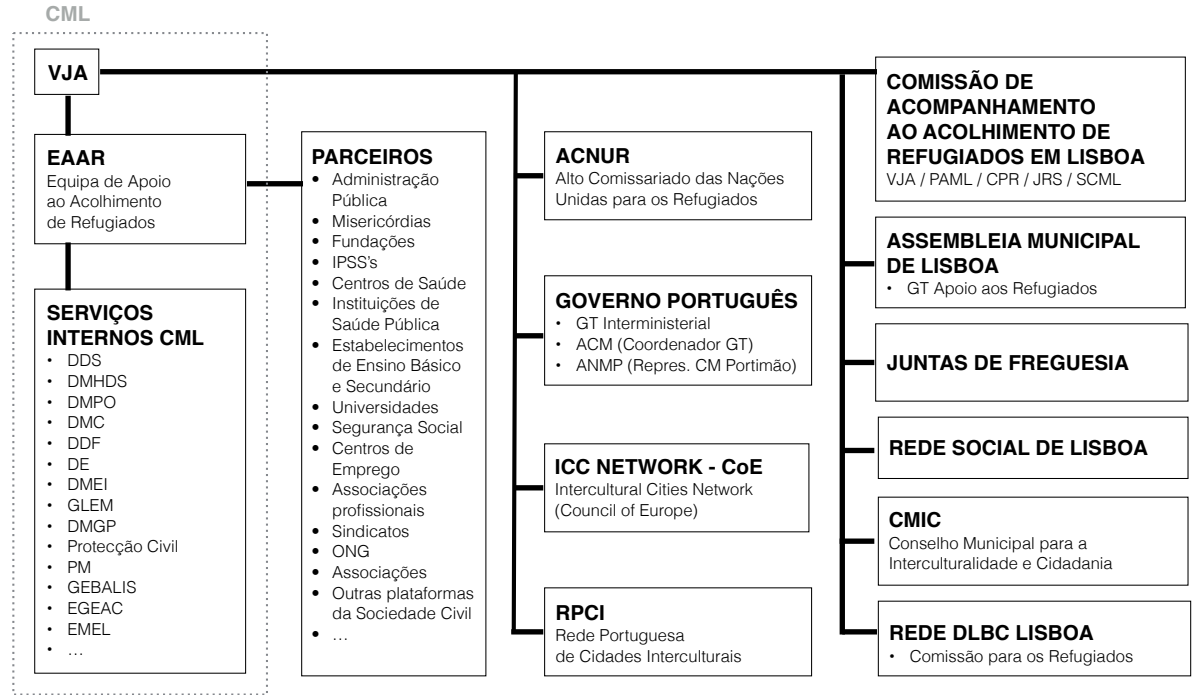 CML
VJA
EAAR
Equipa de Apoio
ao Acolhimento
de Refugiados
SERVIÇOS
INTERNOS CML
• DDS
• DMHDS
• DMPO
• DMC
• DDF
• DE
• DMEI
• GLEM
• DMGP
• Protecção Civil
• PM
• GEBALIS
• EGEAC
• EMEL
• …
PARCEIROS
• Administração
Pública
• Misericórdias
• Fundações
• IPSS's
• Centros de Saúde
• Instituições de
Saúde Pública
• Estabelecimentos
de Ensino Básico
e Secundário
• Universidades
• Segurança Social
• Centros de
Emprego
• Associações
profissionais
• Sindicatos
• ONG
• Associações
• Outras plataformas
da Sociedade Civil
• …
ACNUR
Alto Comissariado das Nações
Unidas para os Refugiados
GOVERNO PORTUGUÊS
• GT Interministerial
• ACM (Coordenador GT)
• ANMP (Repres. CM Portimão)
ICC NETWORK - CoE
Intercultural Cities Network
(Council of Europe)
RPCI
Rede Portuguesa
de Cidades Interculturais
COMISSÃO DE
ACOMPANHAMENTO
AO ACOLHIMENTO DE
REFUGIADOS EM LISBOA
VJA / PAML / CPR / JRS / SCML
ASSEMBLEIA MUNICIPAL
DE LISBOA
• GT Apoio aos Refugiados
JUNTAS DE FREGUESIA
REDE SOCIAL DE LISBOA
CMIC
Conselho Municipal para a
Interculturalidade e Cidadania
REDE DLBC LISBOA
• Comissão para os Refugiados